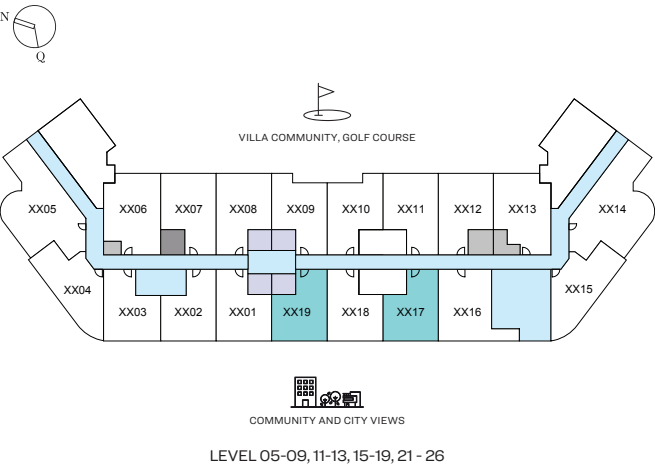 N
Q
VILLA COMMUNITY, GOLF COURSE
XX05
XX06
XX07
XX08
XX09
XX10
XX11
XX12
XX13
XX14
XX04
XX03
XX02
XX01
XX19
XX18
XX17
XX16
XX15
COMMUNITY AND CITY VIEWS
LEVEL 05-09, 11-13, 15-19, 21 - 26